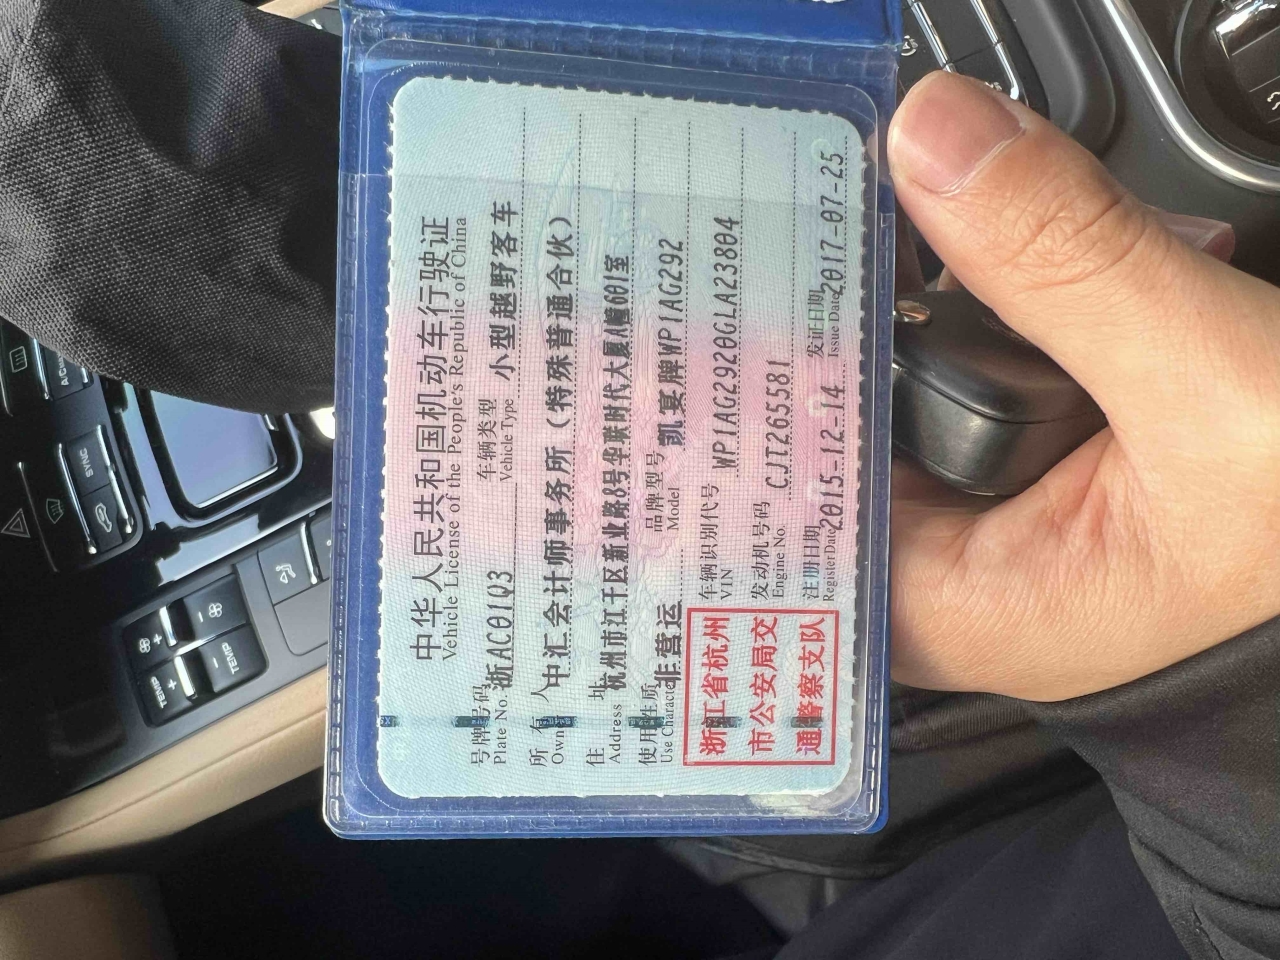 中华人民共和国机动车行驶证
Vehicle License of the People's Republic of China
号牌号码 浙AC01Q3 车辆类型 小型越野客车
Plate No. Vehicle Type
所有人 中汇会计师事务所（特殊普通合伙）
Owner
住址 杭州市江干区新业路8号华联时代大厦A幢601室
Address
使用性质 非营运 品牌型号 凯宴牌WP1AG292
Use Character Model
浙江省杭州
市公安局交
通警察支队
车辆识别代号 WP1AG2920GLA23804
VIN
发动机号码 CJT265581
Engine No.
注册日期 2015-12-14 发证日期 2017-07-25
Register Date Issue Date
SYNC
A/C
TEMP
TEMP